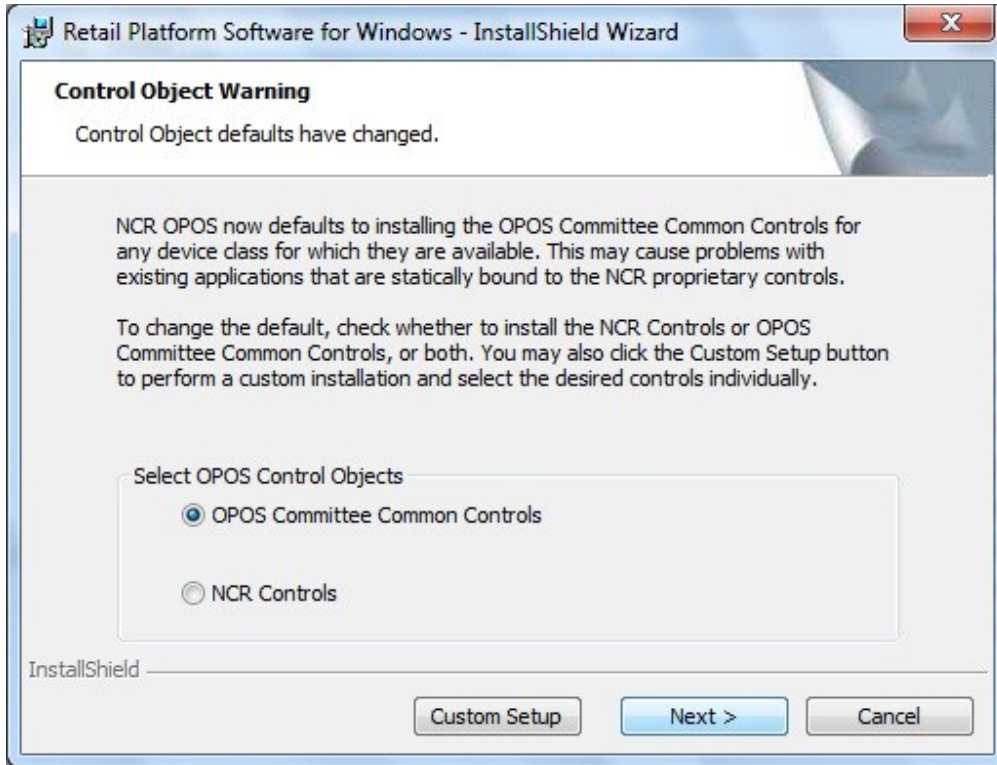 Retail Platform Software for Windows - InstallShield Wizard
Control Object Warning
Control Object defaults have changed.
NCR OPOS now defaults to installing the OPOS Committee Common Controls for
any device class for which they are available. This may cause problems with
existing applications that are statically bound to the NCR proprietary controls.
To change the default, check whether to install the NCR Controls or OPOS
Committee Common Controls, or both. You may also click the Custom Setup button
to perform a custom installation and select the desired controls individually.
Select OPOS Control Objects
OPOS Committee Common Controls
NCR Controls
InstallShield
Custom Setup
Next >
Cancel